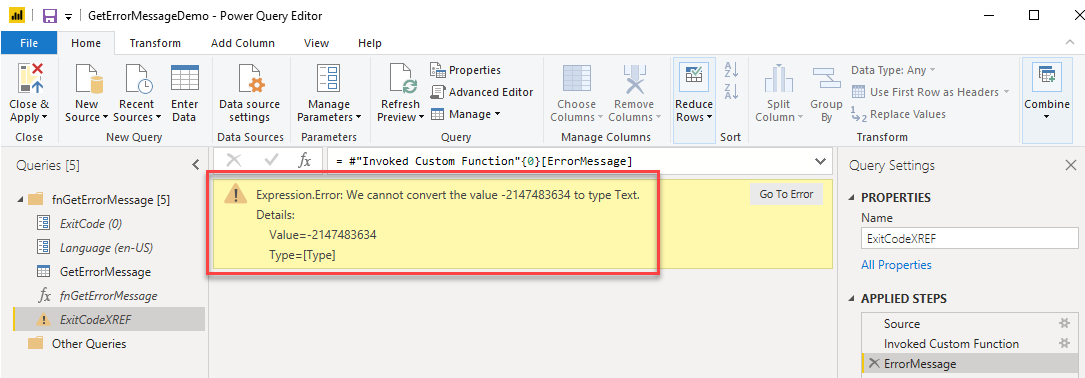 GetErrorMessageDemo - Power Query Editor
File Home Transform Add Column View Help
Close & Apply
New Source
Recent Sources
Enter Data
Data source settings
Manage Parameters
Refresh Preview
Properties
Advanced Editor
Manage
Choose Columns
Remove Columns
Reduce Rows
A Z
Z A
Split Column
Group By
Data Type: Any
Use First Row as Headers
1 2 Replace Values
Combine
Close New Query Data Sources Parameters Query Manage Columns Sort Transform
Queries [5]
fnGetErrorMessage [5]
ExitCode (0)
Language (en-US)
GetErrorMessage
fx fnGetErrorMessage
ExitCodeXREF
Other Queries
fx = #"Invoked Custom Function"{0}[ErrorMessage]
Expression.Error: We cannot convert the value -2147483634 to type Text.
Details:
Value=-2147483634
Type=[Type]
Go To Error
Query Settings
PROPERTIES
Name
ExitCodeXREF
All Properties
APPLIED STEPS
Source
Invoked Custom Function
ErrorMessage